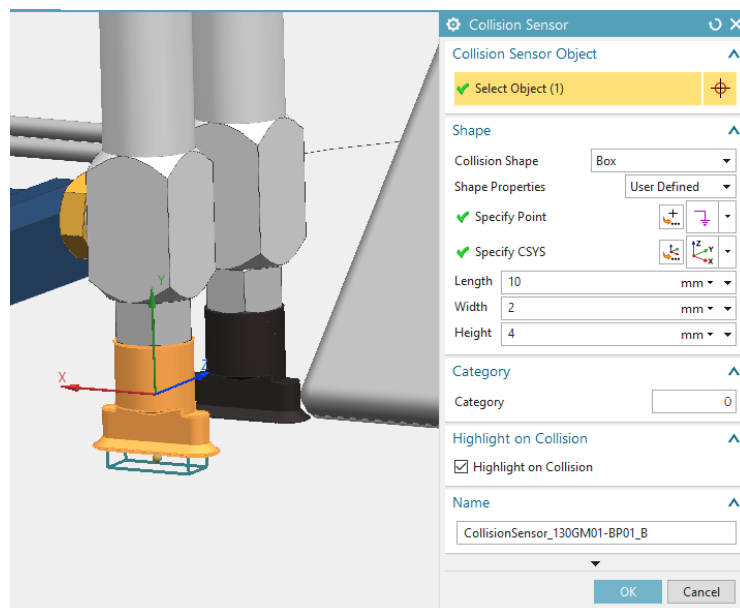 Collision Sensor
Collision Sensor Object
Select Object (1)
Shape
Collision Shape Box
Shape Properties User Defined
Specify Point
Specify CSYS
Length 10 mm
Width 2 mm
Height 4 mm
Category
Category 0
Highlight on Collision
Highlight on Collision
Name
CollisionSensor_130GM01-BP01_B
OK Cancel
Y
X Z
Z Y
X